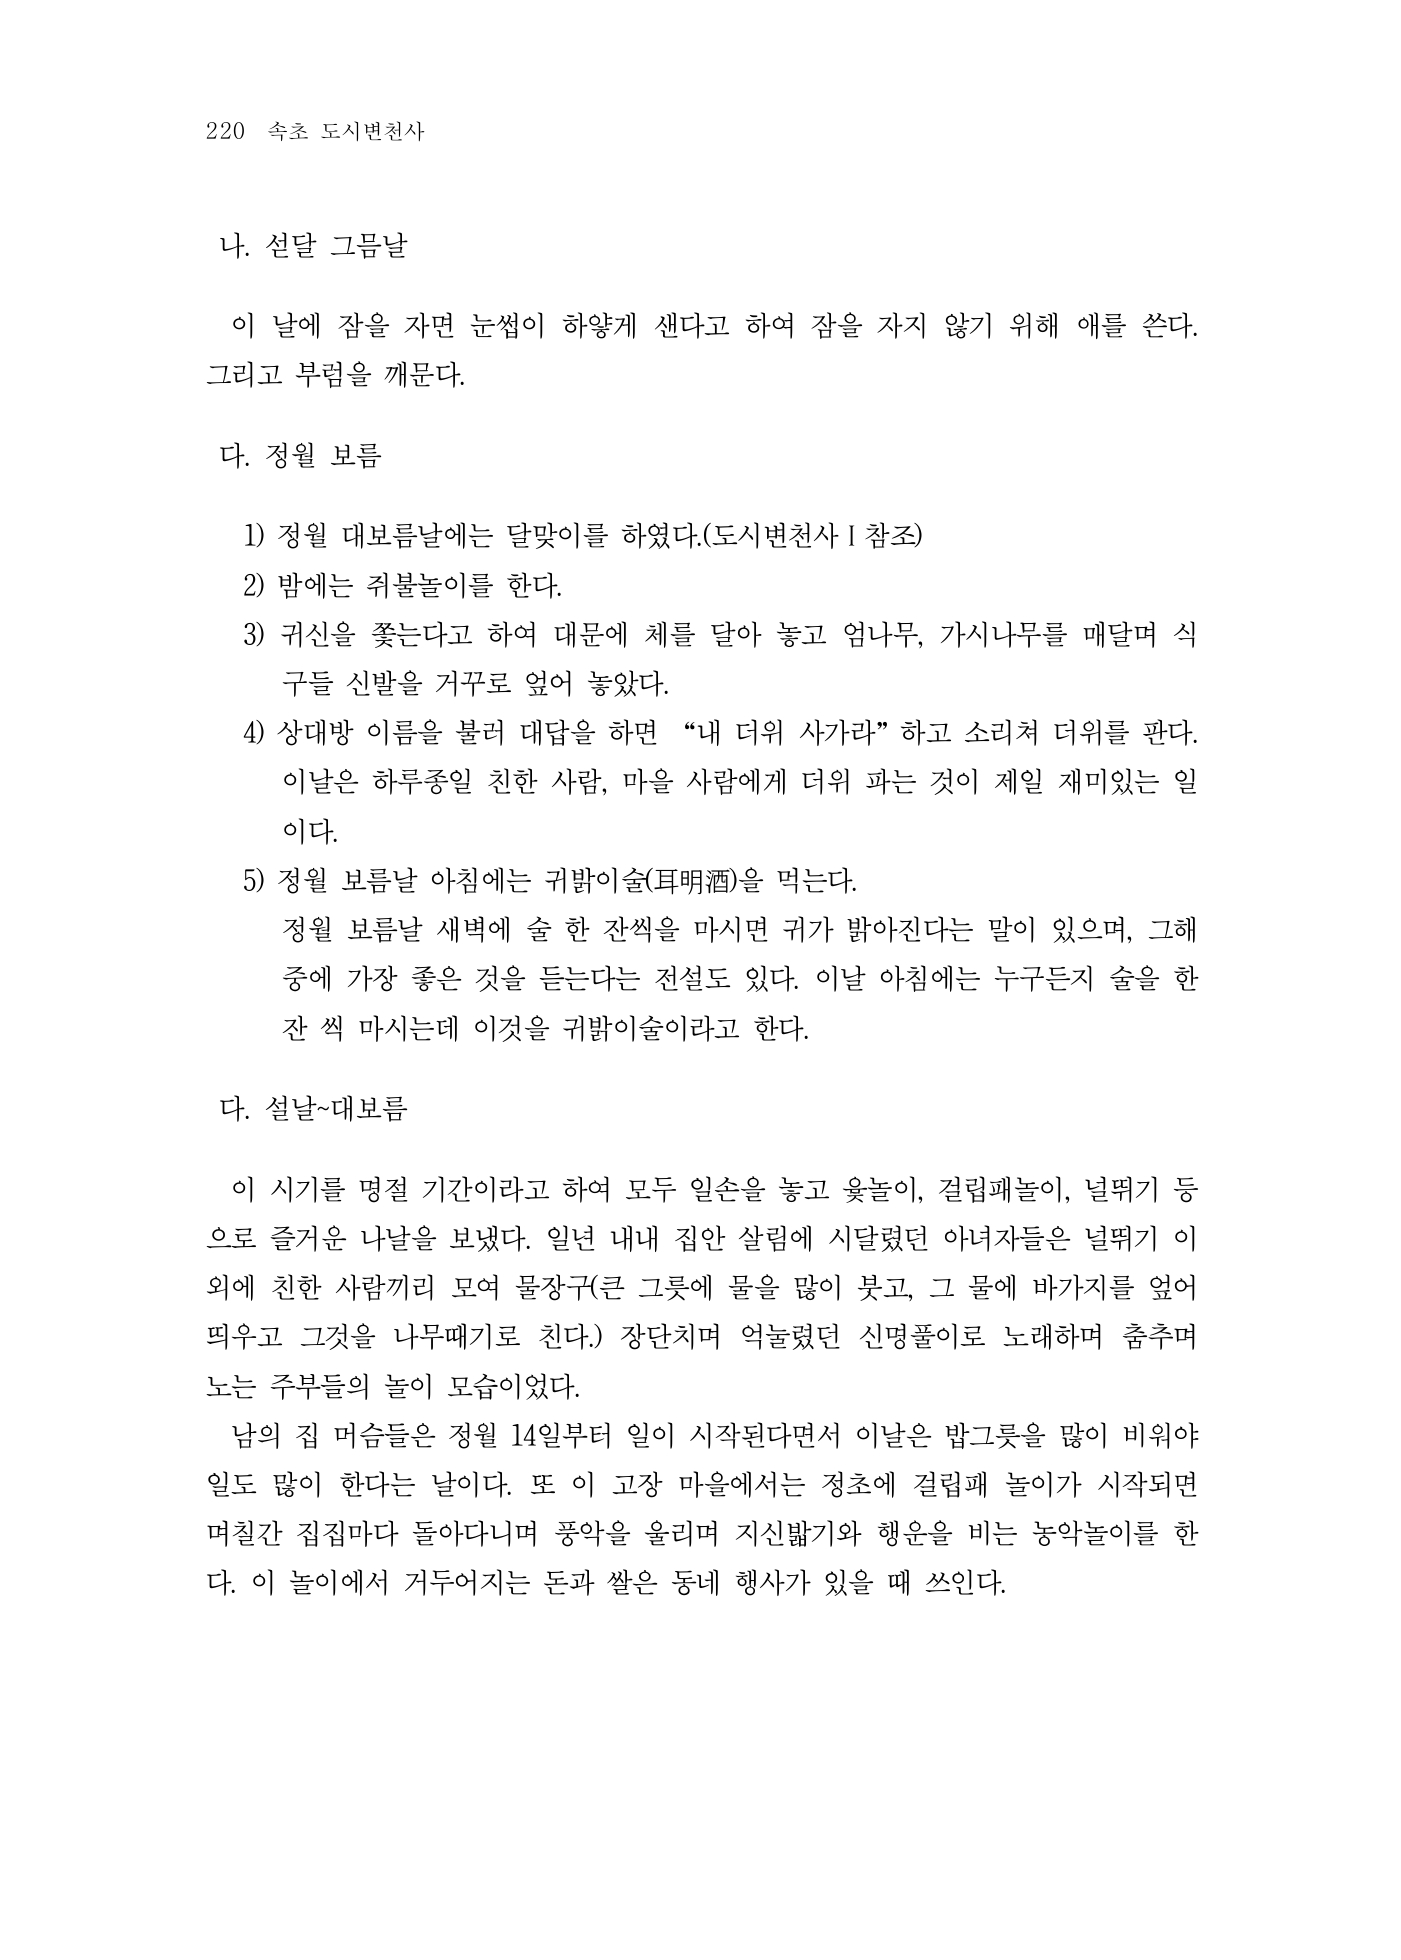 220 속초 도시변천사
나. 섣달 그믐날
이 날에 잠을 자면 눈썹이 하얗게 샌다고 하여 잠을 자지 않기 위해 애를 쓴다.
그리고 부럼을 깨문다.
다. 정월 보름
1) 정월 대보름날에는 달맞이를 하였다.(도시변천사Ⅰ참조)
2) 밤에는 쥐불놀이를 한다.
3) 귀신을 쫓는다고 하여 대문에 체를 달아 놓고 엄나무, 가시나무를 매달며 식
구들 신발을 거꾸로 엎어 놓았다.
4) 상대방 이름을 불러 대답을 하면 “내 더위 사가라” 하고 소리쳐 더위를 판다.
이날은 하루종일 친한 사람, 마을 사람에게 더위 파는 것이 제일 재미있는 일
이다.
5) 정월 보름날 아침에는 귀밝이술(耳明酒)을 먹는다.
정월 보름날 새벽에 술 한 잔씩을 마시면 귀가 밝아진다는 말이 있으며, 그해
중에 가장 좋은 것을 듣는다는 전설도 있다. 이날 아침에는 누구든지 술을 한
잔 씩 마시는데 이것을 귀밝이술이라고 한다.
다. 설날~대보름
이 시기를 명절 기간이라고 하여 모두 일손을 놓고 윷놀이, 걸립패놀이, 널뛰기 등
으로 즐거운 나날을 보냈다. 일년 내내 집안 살림에 시달렸던 아녀자들은 널뛰기 이
외에 친한 사람끼리 모여 물장구(큰 그릇에 물을 많이 붓고, 그 물에 바가지를 엎어
띄우고 그것을 나무때기로 친다.) 장단치며 억눌렸던 신명풀이로 노래하며 춤추며
노는 주부들의 놀이 모습이었다.
남의 집 머슴들은 정월 14일부터 일이 시작된다면서 이날은 밥그릇을 많이 비워야
일도 많이 한다는 날이다. 또 이 고장 마을에서는 정초에 걸립패 놀이가 시작되면
며칠간 집집마다 돌아다니며 풍악을 울리며 지신밟기와 행운을 비는 농악놀이를 한
다. 이 놀이에서 거두어지는 돈과 쌀은 동네 행사가 있을 때 쓰인다.